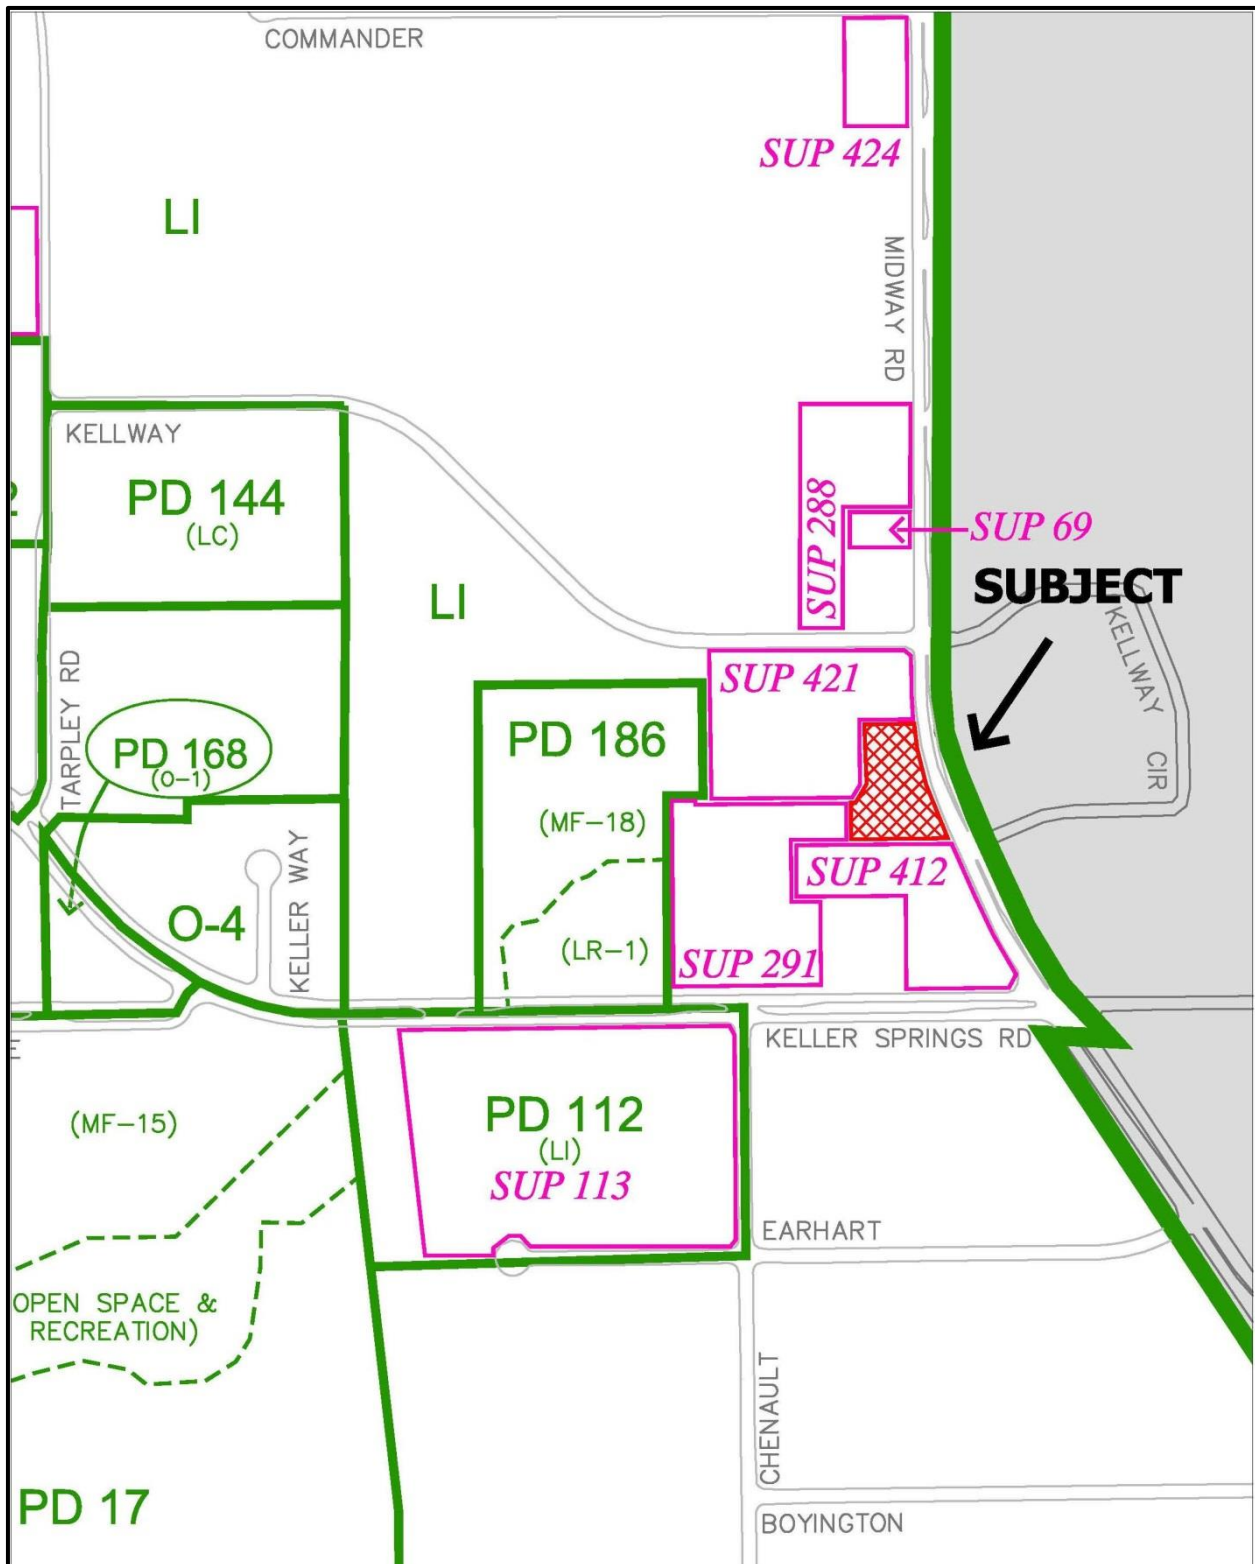 COMMANDER
SUP 424
LI
MIDWAY RD
KELLWAY
PD 144
(LC)
2
SUP 288
SUP 69
SUBJECT
LI
KELLWAY CIR
TARPLEY RD
SUP 421
PD 186
PD 168
(O-1)
(MF-18)
KELLER WAY
SUP 412
O-4
(LR-1)
SUP 291
KELLER SPRINGS RD
E
PD 112
(LI)
SUP 113
(MF-15)
EARHART
OPEN SPACE &
RECREATION)
CHENAULT
PD 17
BOYINGTON